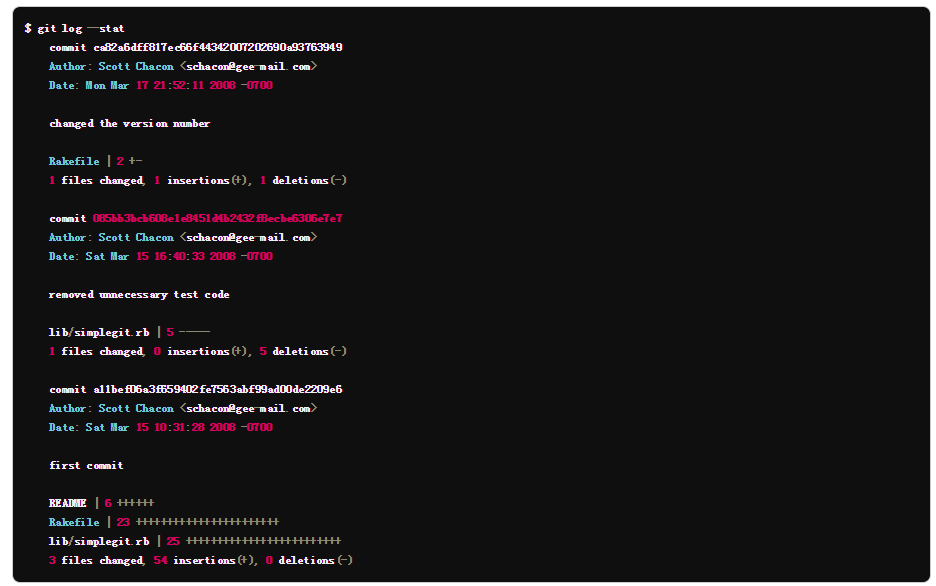 $ git log --stat
commit ca82a6dff817ec66f44342007202690a93763949
Author: Scott Chacon <schacon@gee-mail.com>
Date: Mon Mar 17 21:52:11 2008 -0700
changed the version number
Rakefile | 2 +-
1 files changed, 1 insertions(+), 1 deletions(-)
commit 085bb3bcb608e1e8451d4b2432f8ecbe6306e7e7
Author: Scott Chacon <schacon@gee-mail.com>
Date: Sat Mar 15 16:40:33 2008 -0700
removed unnecessary test code
lib/simplegit.rb | 5 -----
1 files changed, 0 insertions(+), 5 deletions(-)
commit a11bef06a3f659402fe7563abf99ad00de2209e6
Author: Scott Chacon <schacon@gee-mail.com>
Date: Sat Mar 15 10:31:28 2008 -0700
first commit
README | 6 ++++++
Rakefile | 23 +++++++++++++++++++++++
lib/simplegit.rb | 25 +++++++++++++++++++++++++
3 files changed, 54 insertions(+), 0 deletions(-)